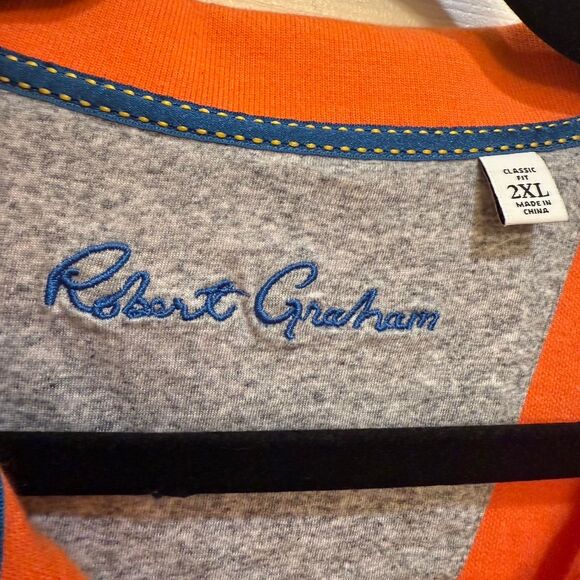 CLASSIC
FIT
2XL
MADE IN
CHINA
Robert Graham